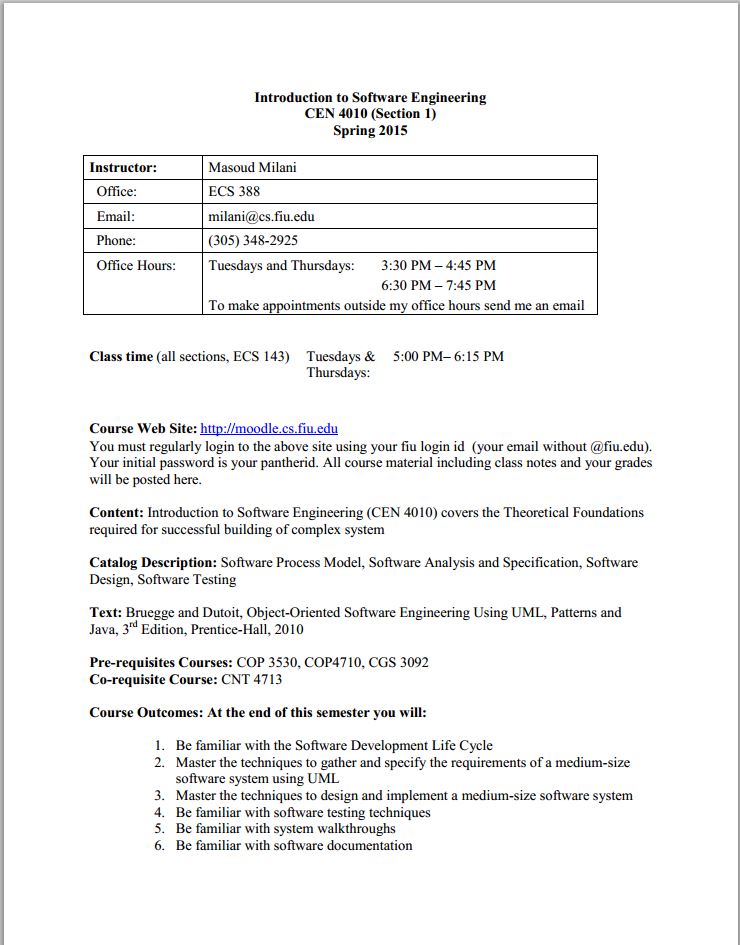 Introduction to Software Engineering
CEN 4010 (Section 1)
Spring 2015
Instructor: Masoud Milani
Office: ECS 388
Email: milani@cs.fiu.edu
Phone: (305) 348-2925
Office Hours: Tuesdays and Thursdays: 3:30 PM – 4:45 PM
6:30 PM – 7:45 PM
To make appointments outside my office hours send me an email
Class time (all sections, ECS 143) Tuesdays & 5:00 PM– 6:15 PM
Thursdays:
Course Web Site: http://moodle.cs.fiu.edu
You must regularly login to the above site using your fiu login id (your email without @fiu.edu).
Your initial password is your pantherid. All course material including class notes and your grades
will be posted here.
Content: Introduction to Software Engineering (CEN 4010) covers the Theoretical Foundations
required for successful building of complex system
Catalog Description: Software Process Model, Software Analysis and Specification, Software
Design, Software Testing
Text: Bruegge and Dutoit, Object-Oriented Software Engineering Using UML, Patterns and
Java, 3rd Edition, Prentice-Hall, 2010
Pre-requisites Courses: COP 3530, COP4710, CGS 3092
Co-requisite Course: CNT 4713
Course Outcomes: At the end of this semester you will:
1. Be familiar with the Software Development Life Cycle
2. Master the techniques to gather and specify the requirements of a medium-size
software system using UML
3. Master the techniques to design and implement a medium-size software system
4. Be familiar with software testing techniques
5. Be familiar with system walkthroughs
6. Be familiar with software documentation